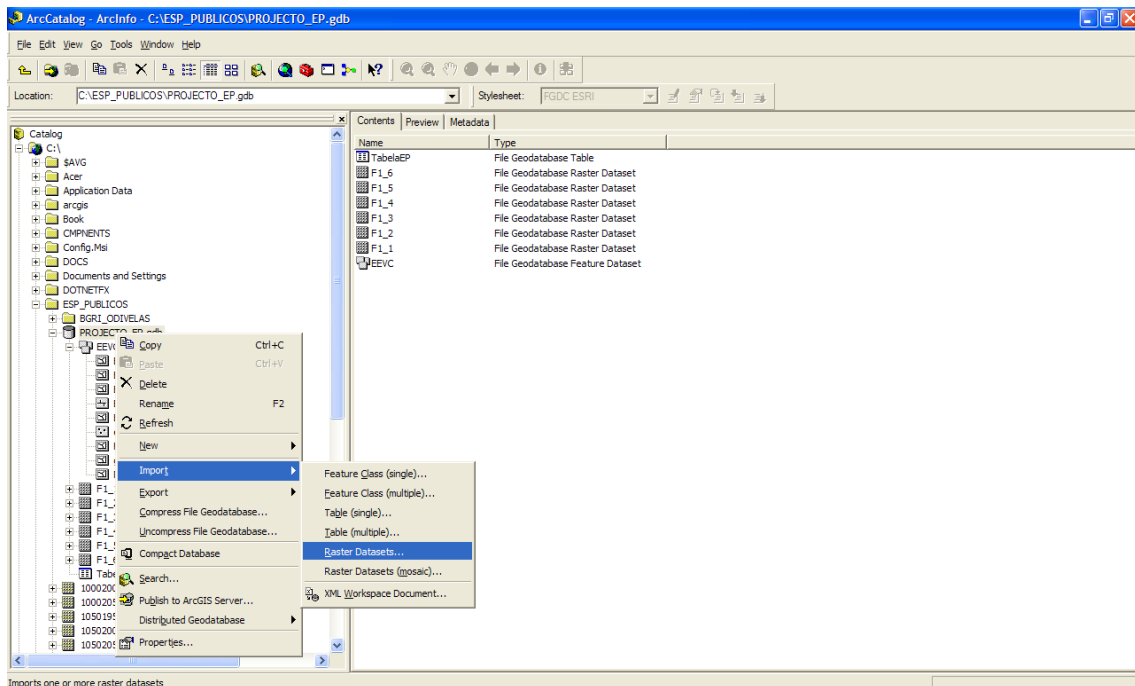 ArcCatalog - ArcInfo - C:\ESP_PUBLICOS\PROJECTO_EP.gdb
File Edit View Go Tools Window Help
Location: C:\ESP_PUBLICOS\PROJECTO_EP.gdb Stylesheet: FGDC ESRI
Contents Preview Metadata
Name Type
TabelaEP File Geodatabase Table
F1_6 File Geodatabase Raster Dataset
F1_5 File Geodatabase Raster Dataset
F1_4 File Geodatabase Raster Dataset
F1_3 File Geodatabase Raster Dataset
F1_2 File Geodatabase Raster Dataset
F1_1 File Geodatabase Raster Dataset
EEVC File Geodatabase Feature Dataset
Catalog
C:\
$AVG
Acer
Application Data
arcgis
Book
CMPNENTS
Config.Msi
DOCS
Documents and Settings
DOTNETFX
ESP_PUBLICOS
BGRI_ODIVELAS
PROJECTO_EP.gdb
Copy Ctrl+C
Paste Ctrl+V
Delete
Rename F2
Refresh
New
Import
Export
Compress File Geodatabase...
Uncompress File Geodatabase...
Compact Database
Search...
Publish to ArcGIS Server...
Distributed Geodatabase
Properties...
Feature Class (single)...
Feature Class (multiple)...
Table (single)...
Table (multiple)...
Raster Datasets...
Raster Datasets (mosaic)...
XML Workspace Document...
Imports one or more raster datasets